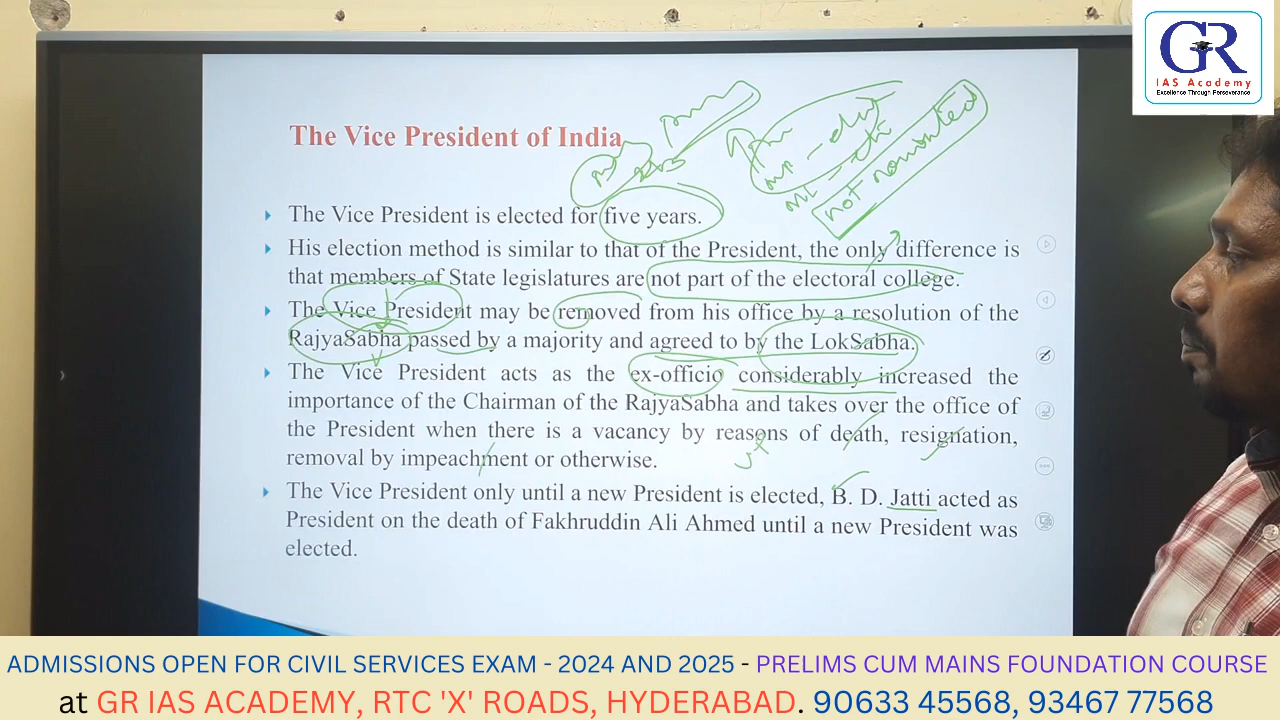 GR
IAS Academy
Excellence Through Perseverance
The Vice President of India
The Vice President is elected for five years.
His election method is similar to that of the President, the only difference is
that members of State legislatures are not part of the electoral college.
The Vice President may be removed from his office by a resolution of the
RajyaSabha passed by a majority and agreed to by the LokSabha.
The Vice President acts as the ex-officio considerably increased the
importance of the Chairman of the RajyaSabha and takes over the office of
the President when there is a vacancy by reasons of death, resignation,
removal by impeachment or otherwise.
The Vice President only until a new President is elected, B. D. Jatti acted as
President on the death of Fakhruddin Ali Ahmed until a new President was
elected.
not nominated
ADMISSIONS OPEN FOR CIVIL SERVICES EXAM - 2024 AND 2025 - PRELIMS CUM MAINS FOUNDATION COURSE
at GR IAS ACADEMY, RTC 'X' ROADS, HYDERABAD. 90633 45568, 93467 77568